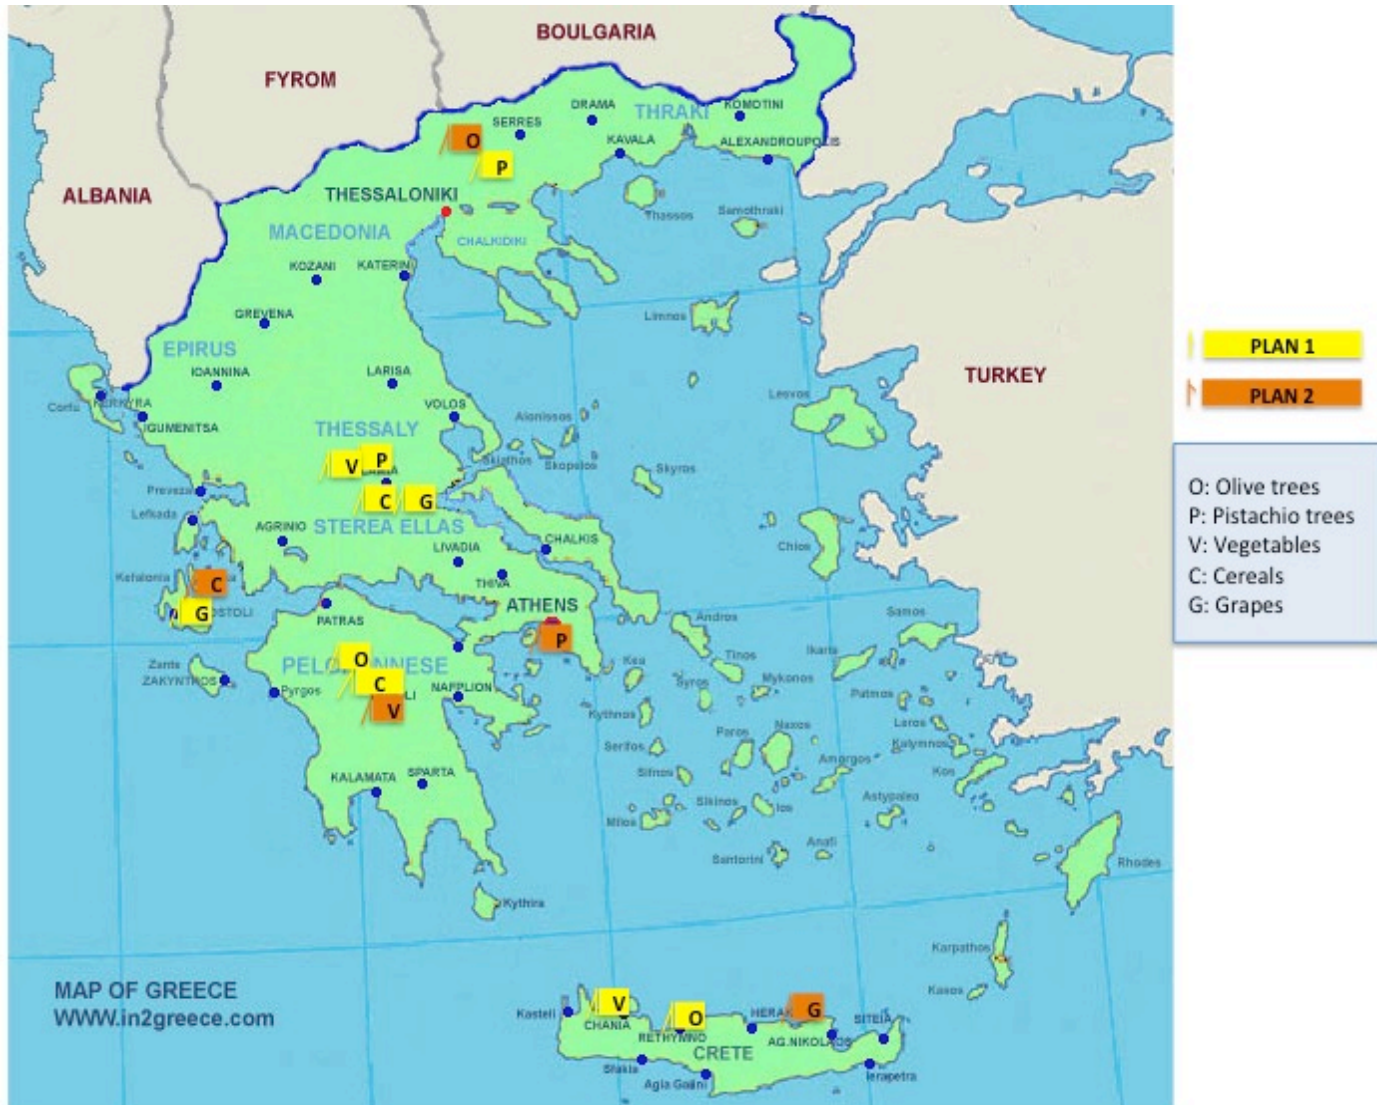 BOULGARIA
FYROM
DRAMA
THRAKI
KOMOTINI
SERRES
O
KAVALA
ALEXANDROUPOLIS
P
ALBANIA
THESSALONIKI
Thassos
Samothraki
MACEDONIA
CHALKIDIKI
KOZANI
KATERINI
GREVENA
Limnos
EPIRUS
IOANNINA
LARISA
TURKEY
PLAN 1
PLAN 2
Corfu
KERKYRA
IGUMENITSA
VOLOS
Alonissos
Lesvos
THESSALY
V
P
Skiathos
Skopelos
Skyros
Preveza
C
G
Lefkada
AGRINIO
STEREA ELLAS
LIVADIA
CHALKIS
Chios
O: Olive trees
P: Pistachio trees
V: Vegetables
C: Cereals
G: Grapes
Kefalonia
C
THIVA
G
OSTOLI
PATRAS
ATHENS
P
Andros
Samos
Zante
ZAKYNTHOS
O
C
V
Pyrgos
NAFPLION
Kea
Tinos
Ikaria
Syros
Mykonos
Patmos
Kythnos
Leros
Serifos
Paros
Naxos
Kalymnos
Sifnos
Amorgos
Kos
KALAMATA
SPARTA
Milos
Sikinos
Ios
Astypalea
Santorini
Anafi
Rhodes
Kythira
Karpathos
Kasos
MAP OF GREECE
WWW.in2greece.com
Kasteli
V
CHANIA
O
RETHYMNO
HERAK
G
SITEIA
AG.NIKOLAOS
CRETE
Sfakia
Agia Galini
Ierapetra